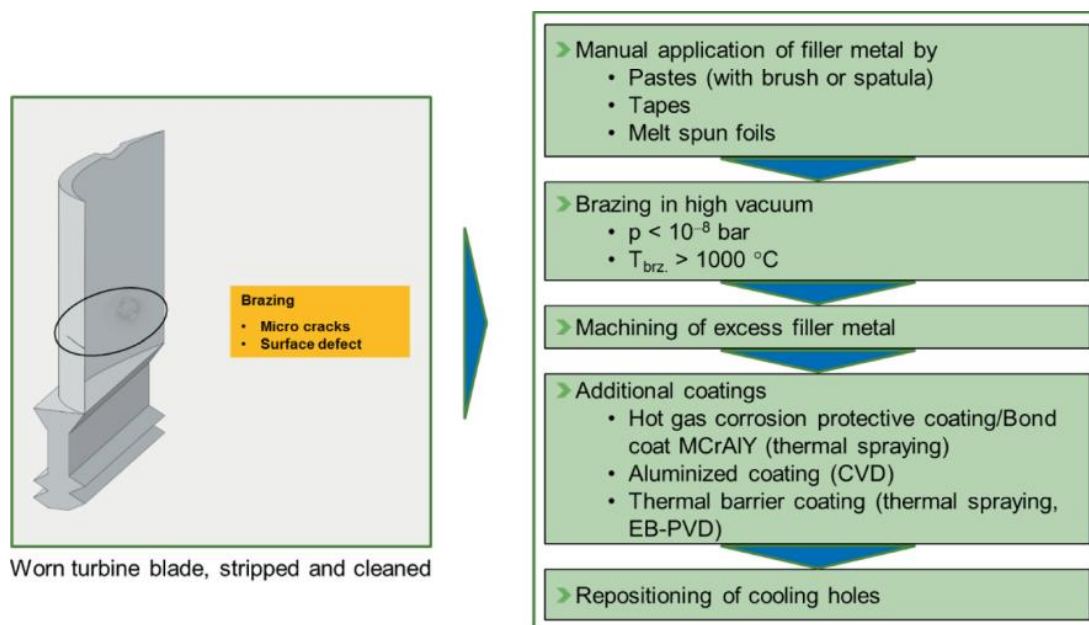 Brazing
• Micro cracks
• Surface defect
Worn turbine blade, stripped and cleaned
Manual application of filler metal by
• Pastes (with brush or spatula)
• Tapes
• Melt spun foils
Brazing in high vacuum
• p < 10⁻⁸ bar
• T_brz. > 1000 °C
Machining of excess filler metal
Additional coatings
• Hot gas corrosion protective coating/Bond
coat MCrAlY (thermal spraying)
• Aluminized coating (CVD)
• Thermal barrier coating (thermal spraying,
EB-PVD)
Repositioning of cooling holes